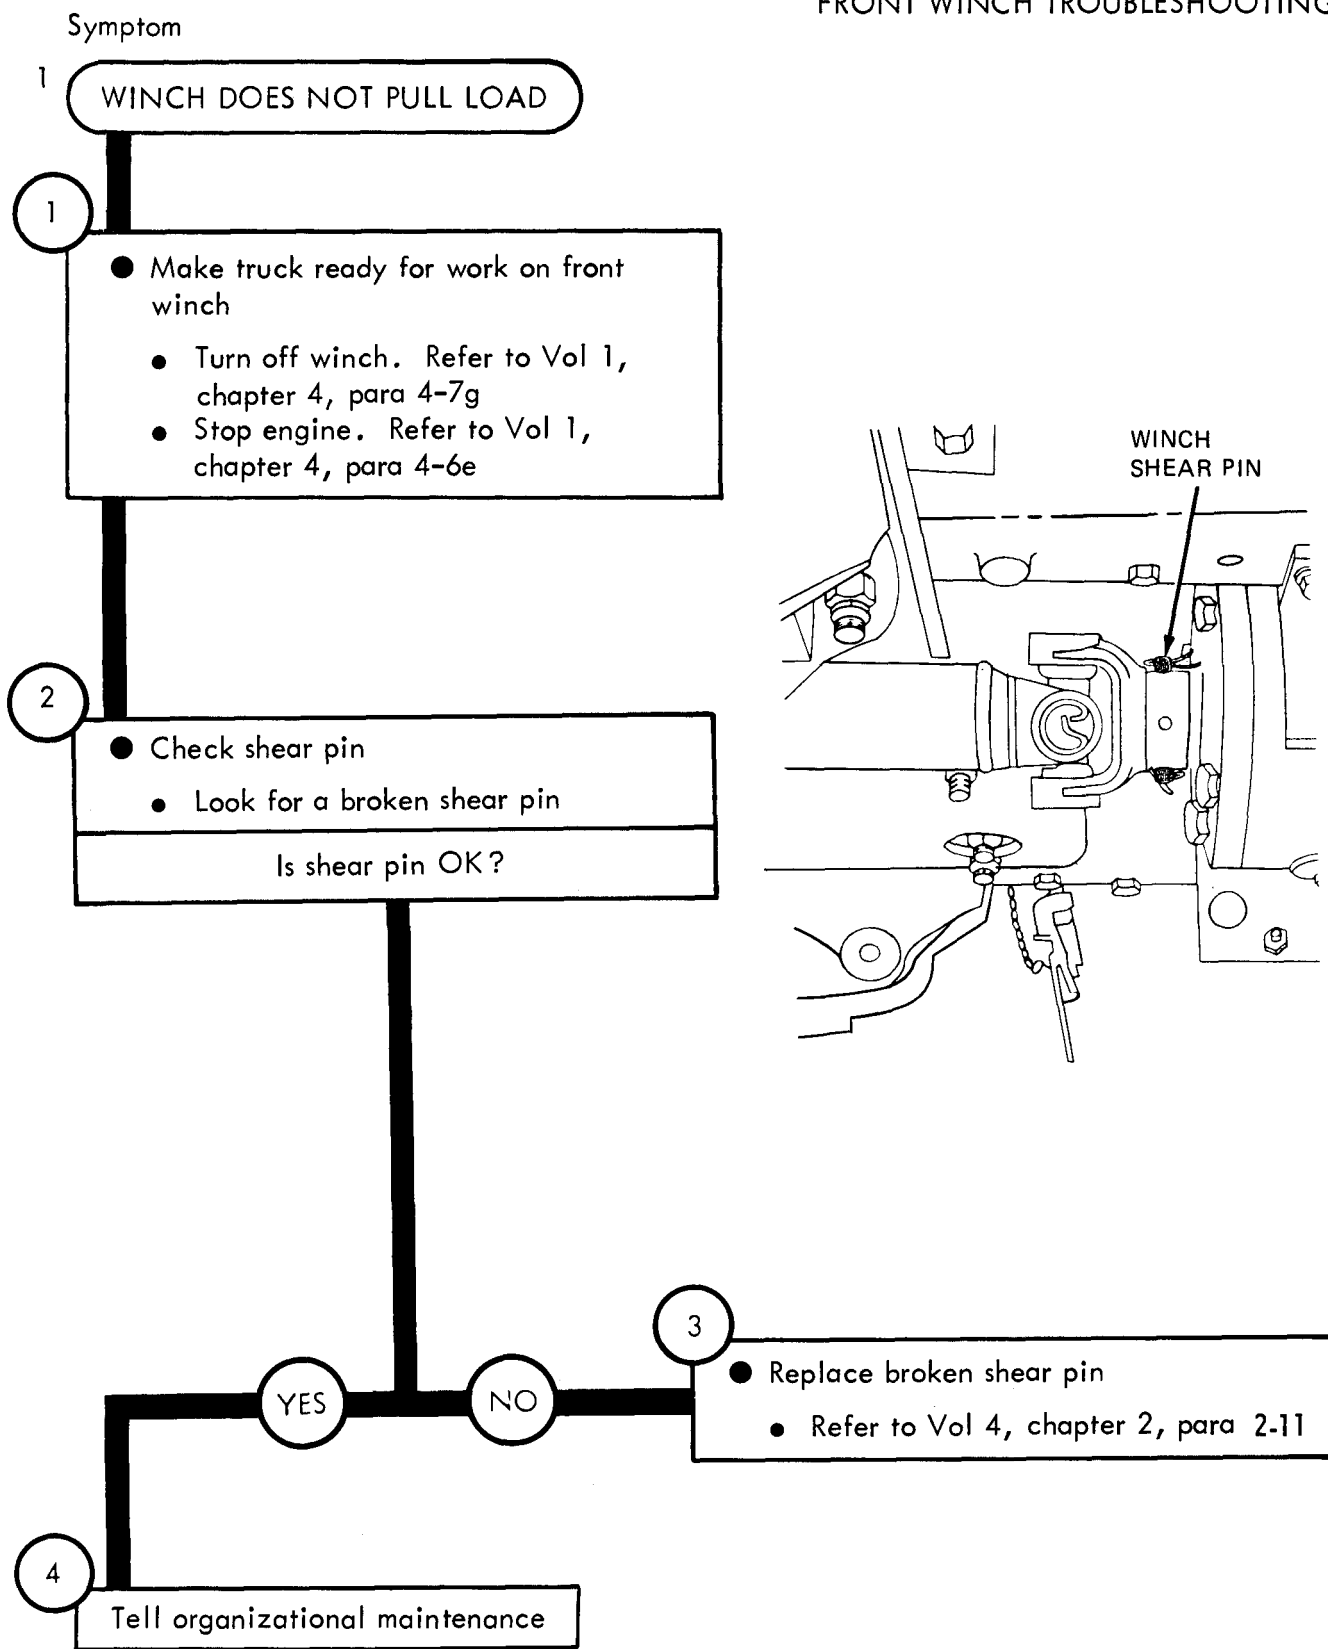 FRONT WINCH TROUBLESHOOTING
Symptom
1
WINCH DOES NOT PULL LOAD
1
● Make truck ready for work on front
winch
● Turn off winch. Refer to Vol 1,
chapter 4, para 4-7g
● Stop engine. Refer to Vol 1,
chapter 4, para 4-6e
WINCH
SHEAR PIN
2
● Check shear pin
● Look for a broken shear pin
Is shear pin OK?
3
● Replace broken shear pin
● Refer to Vol 4, chapter 2, para 2-11
YES
NO
4
Tell organizational maintenance